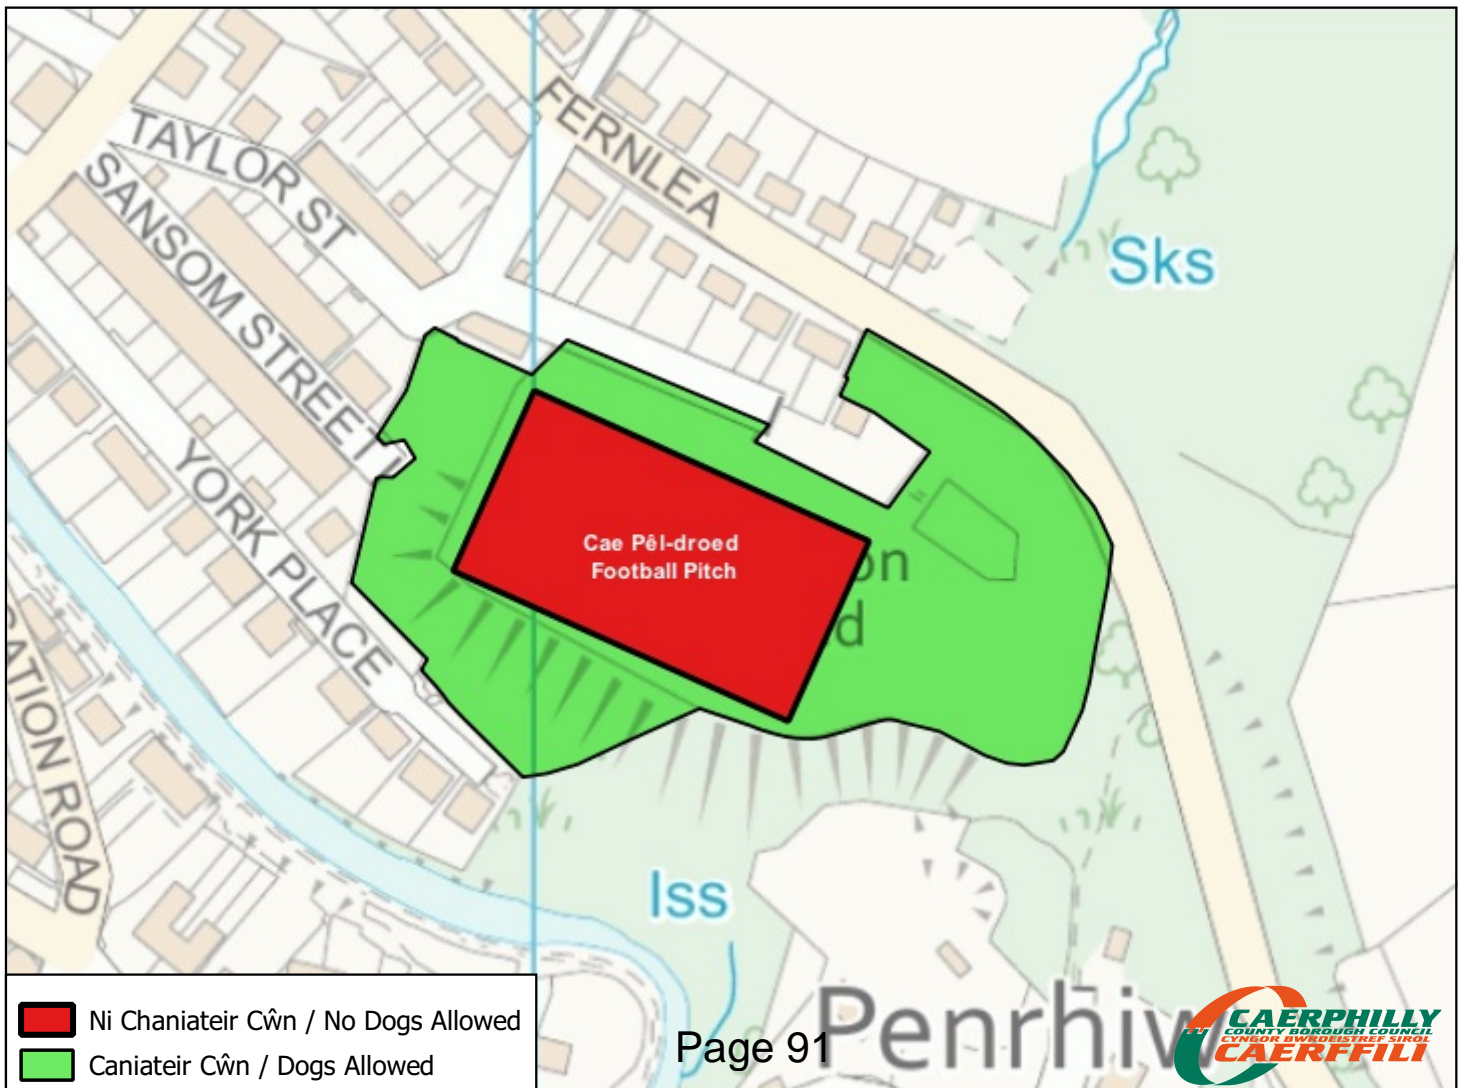 FERNLEA
TAYLOR ST
SANSOM STREET
YORK PLACE
ATION ROAD
Sks
Cae Pêl-droed
Football Pitch
on
d
Iss
Penrhiw
Ni Chaniateir Cŵn / No Dogs Allowed
Caniateir Cŵn / Dogs Allowed
Page 91
CAERPHILLY
COUNTY BOROUGH COUNCIL
CYNGOR BWRDEISTREF SIROL
CAERFFILI